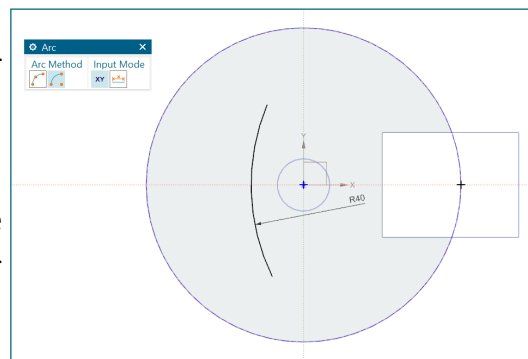 Arc
Arc Method Input Mode
XY
Y
X
R40